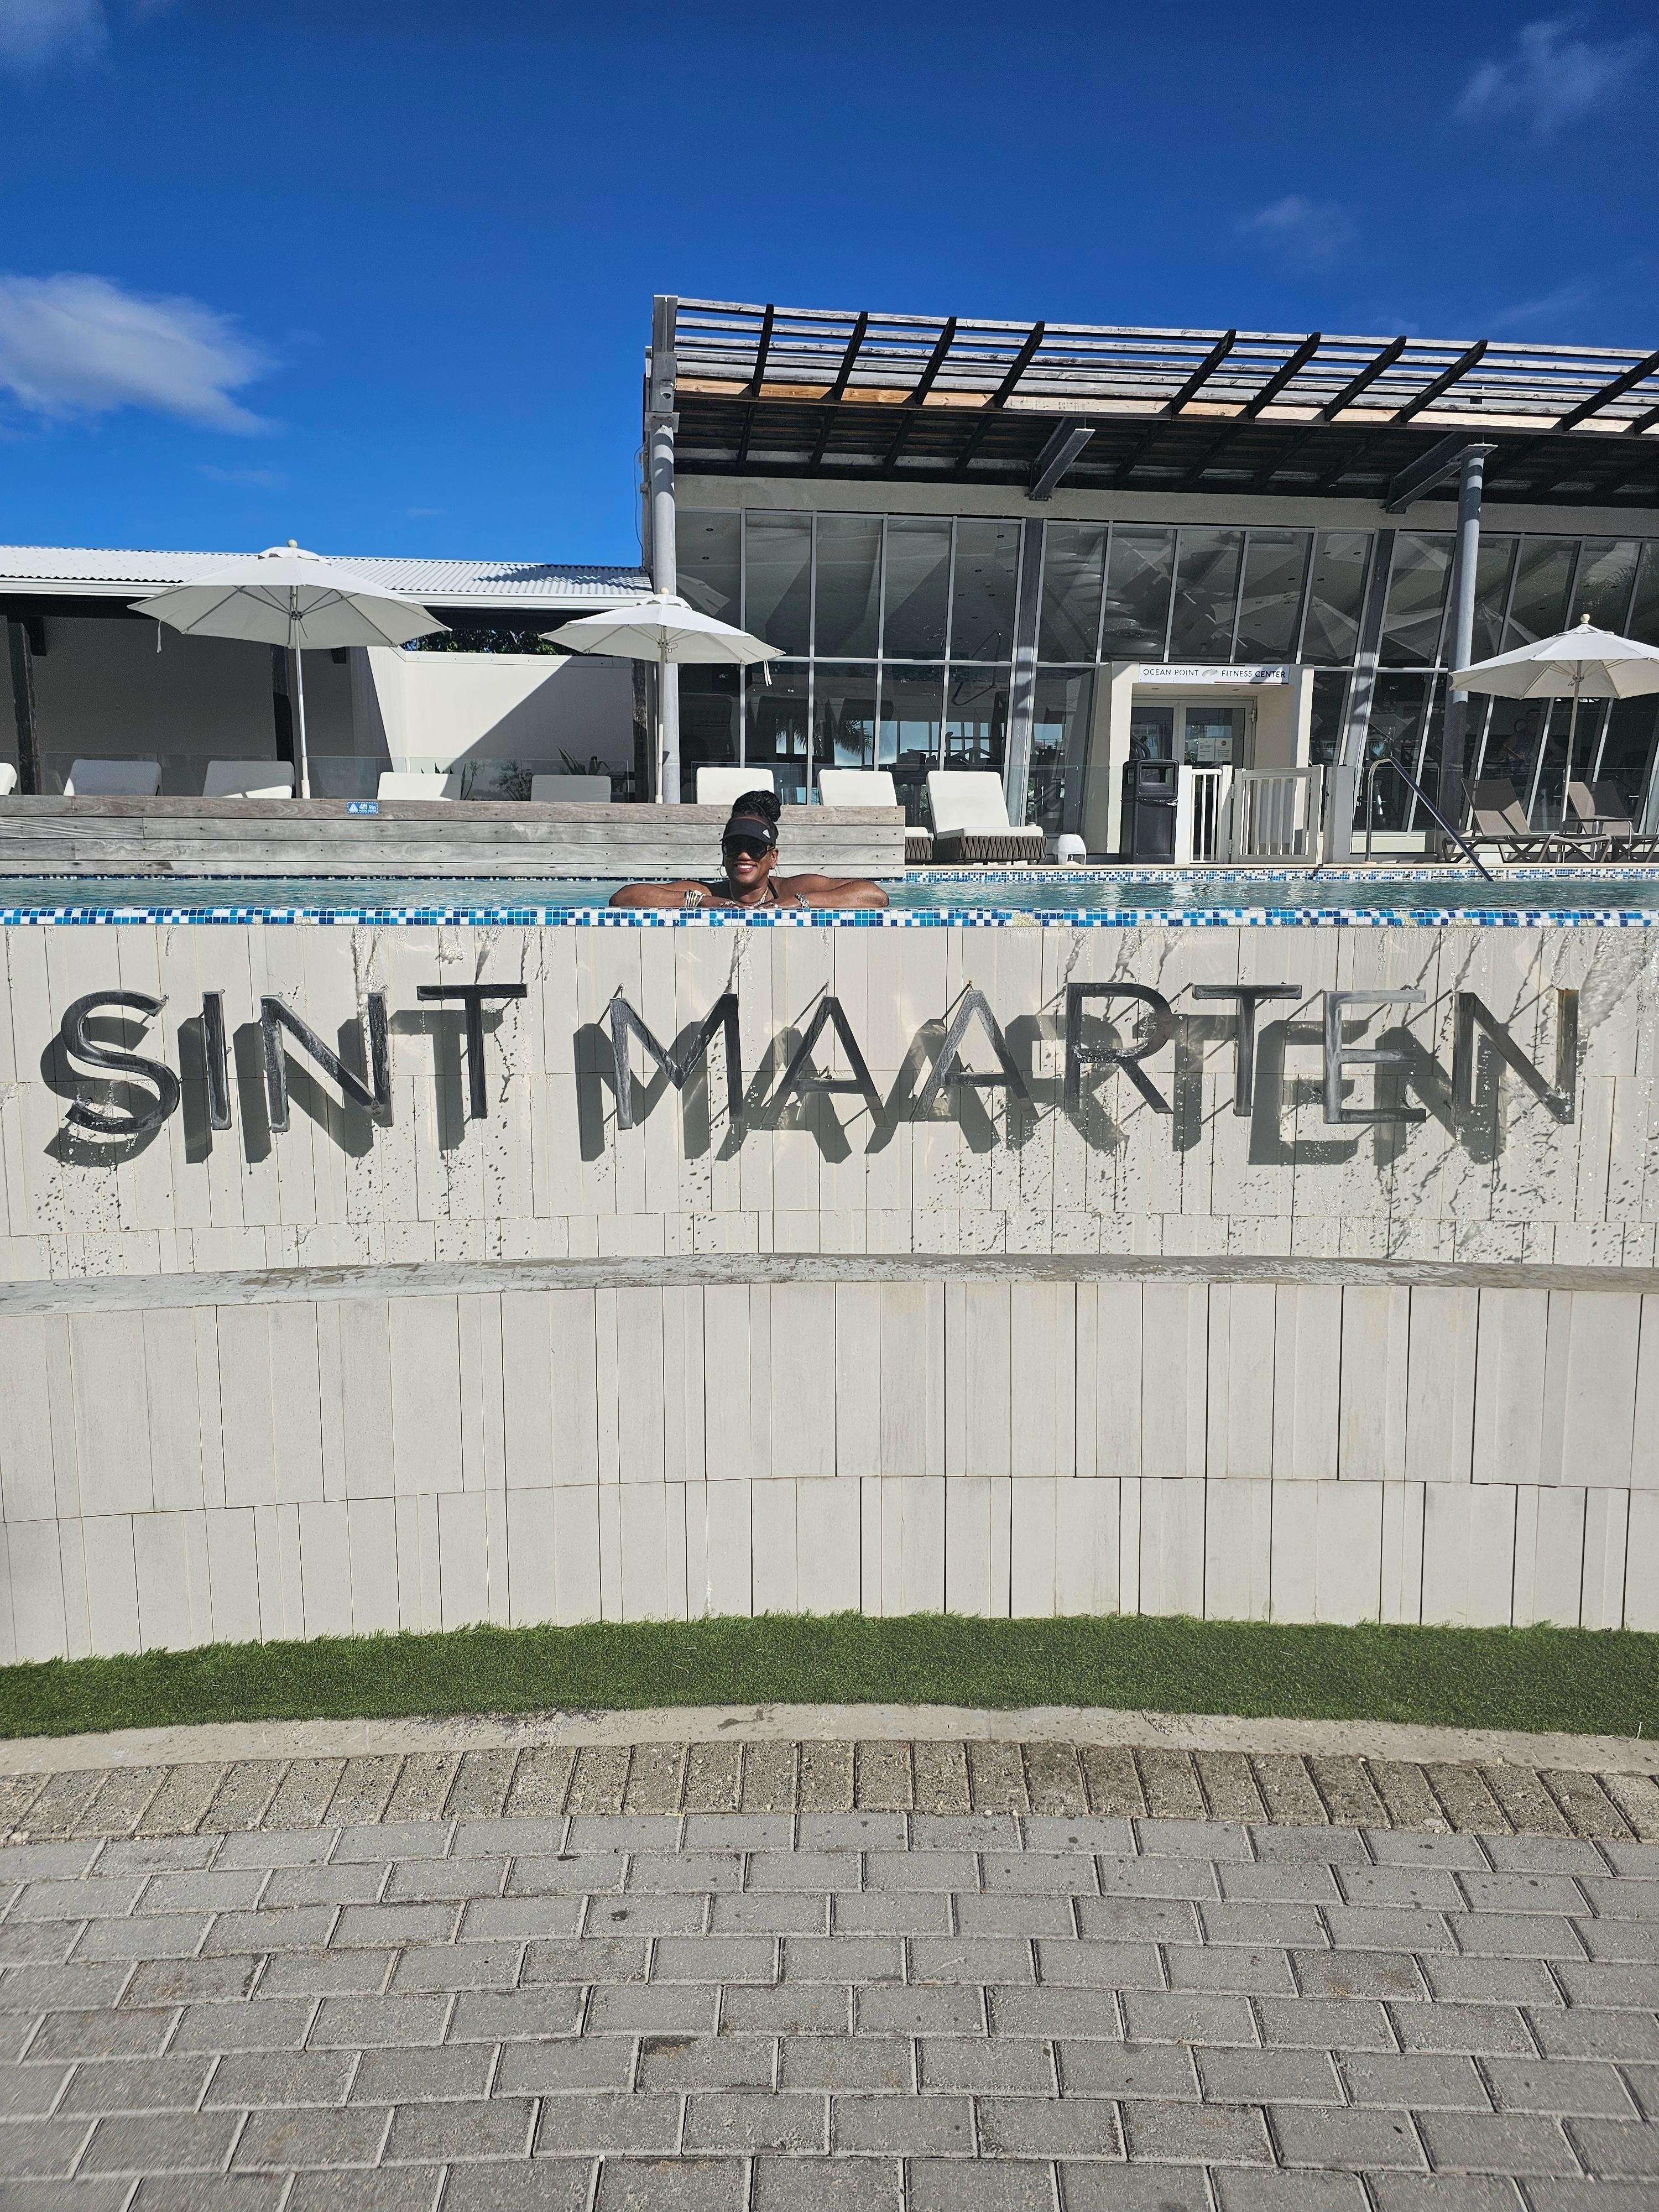 OCEAN POINT FITNESS CENTER
SINT MAARTEN